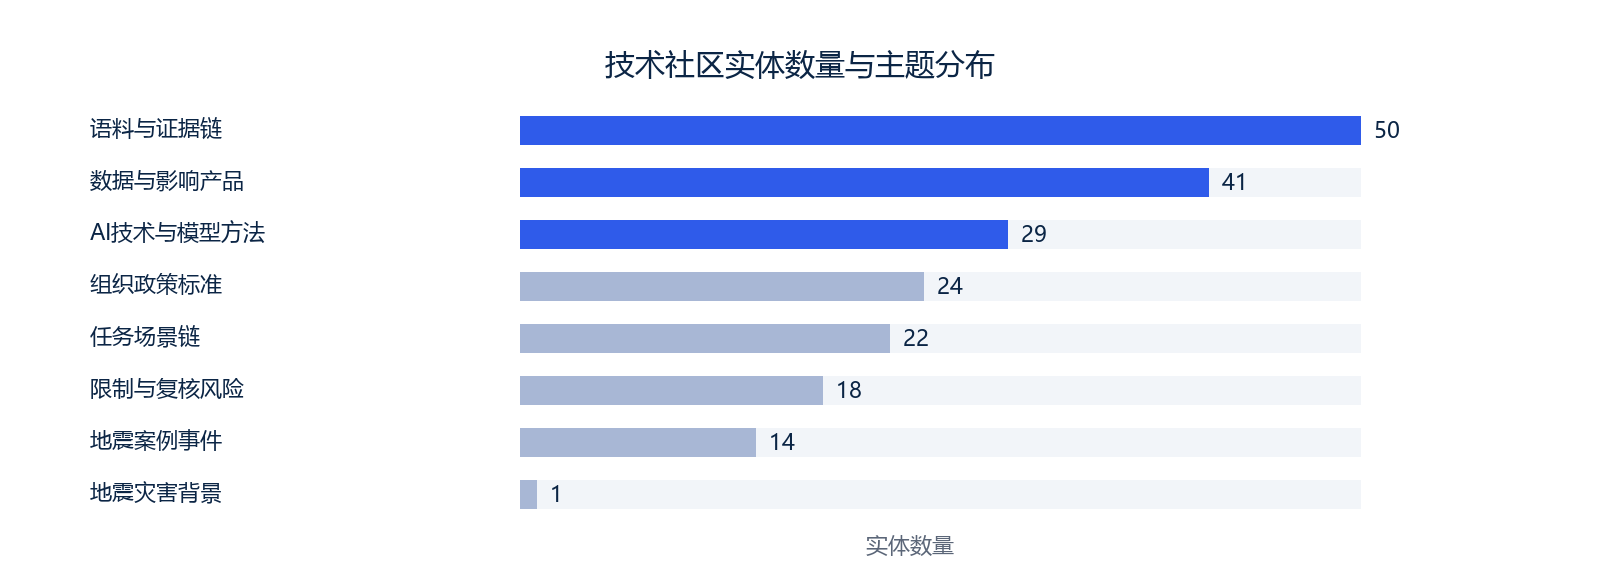 技术社区实体数量与主题分布
语料与证据链 50
数据与影响产品 41
AI技术与模型方法 29
组织政策标准 24
任务场景链 22
限制与复核风险 18
地震案例事件 14
地震灾害背景 1
实体数量